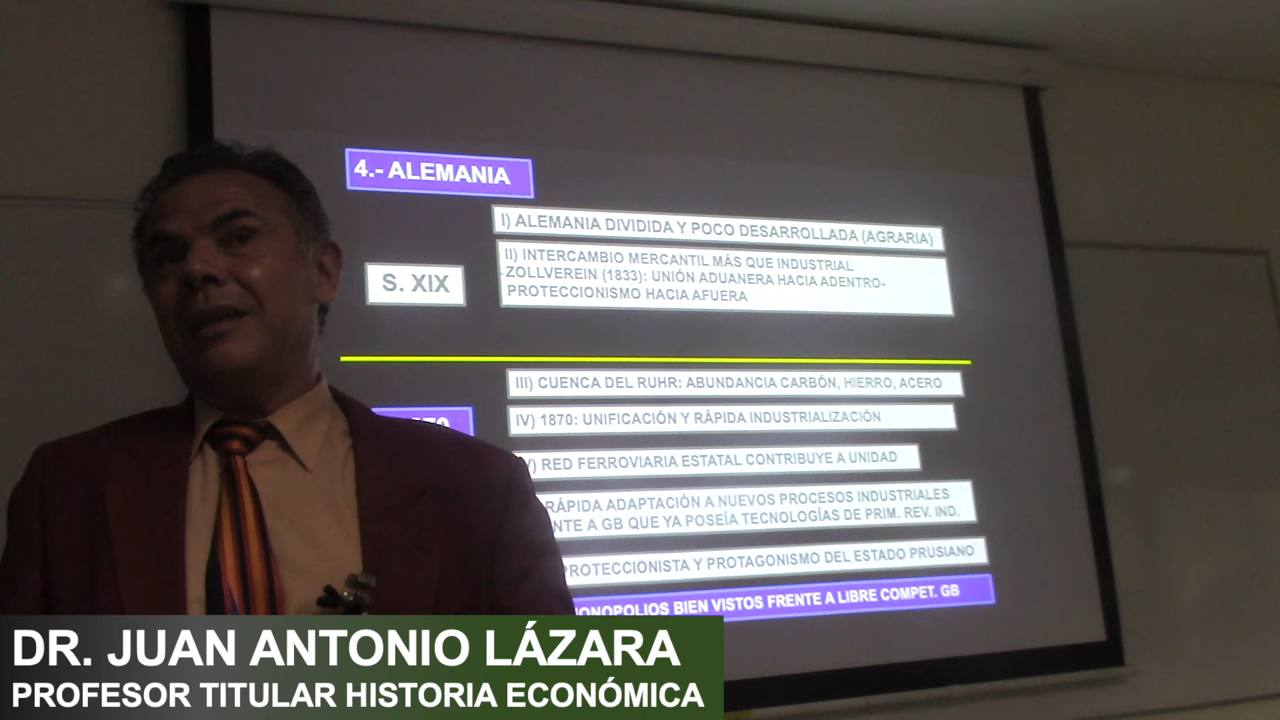 4.- ALEMANIA
I) ALEMANIA DIVIDIDA Y POCO DESARROLLADA (AGRARIA)
S. XIX
II) INTERCAMBIO MERCANTIL MÁS QUE INDUSTRIAL
ZOLLVEREIN (1833): UNIÓN ADUANERA HACIA ADENTRO-
PROTECCIONISMO HACIA AFUERA
III) CUENCA DEL RUHR: ABUNDANCIA CARBÓN, HIERRO, ACERO
IV) 1870: UNIFICACIÓN Y RÁPIDA INDUSTRIALIZACIÓN
V) RED FERROVIARIA ESTATAL CONTRIBUYE A UNIDAD
RÁPIDA ADAPTACIÓN A NUEVOS PROCESOS INDUSTRIALES
NTE A GB QUE YA POSEÍA TECNOLOGÍAS DE PRIM. REV. IND.
PROTECCIONISTA Y PROTAGONISMO DEL ESTADO PRUSIANO
MONOPOLIOS BIEN VISTOS FRENTE A LIBRE COMPET. GB
DR. JUAN ANTONIO LÁZARA
PROFESOR TITULAR HISTORIA ECONÓMICA